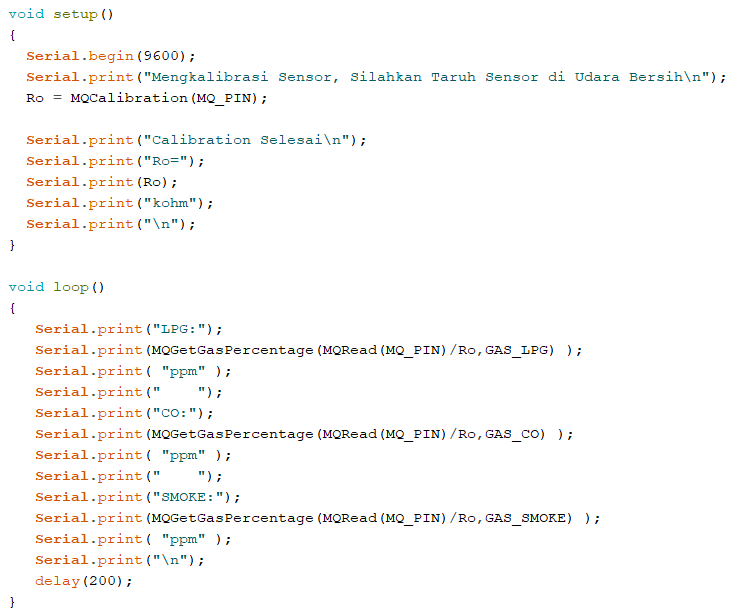 void setup()
{
  Serial.begin(9600);
  Serial.print("Mengkalibrasi Sensor, Silahkan Taruh Sensor di Udara Bersih\n");
  Ro = MQCalibration(MQ_PIN);

  Serial.print("Calibration Selesai\n");
  Serial.print("Ro=");
  Serial.print(Ro);
  Serial.print("kohm");
  Serial.print("\n");
}

void loop()
{
   Serial.print("LPG:");
   Serial.print(MQGetGasPercentage(MQRead(MQ_PIN)/Ro,GAS_LPG) );
   Serial.print( "ppm" );
   Serial.print("    ");
   Serial.print("CO:");
   Serial.print(MQGetGasPercentage(MQRead(MQ_PIN)/Ro,GAS_CO) );
   Serial.print( "ppm" );
   Serial.print("    ");
   Serial.print("SMOKE:");
   Serial.print(MQGetGasPercentage(MQRead(MQ_PIN)/Ro,GAS_SMOKE) );
   Serial.print( "ppm" );
   Serial.print("\n");
   delay(200);
}